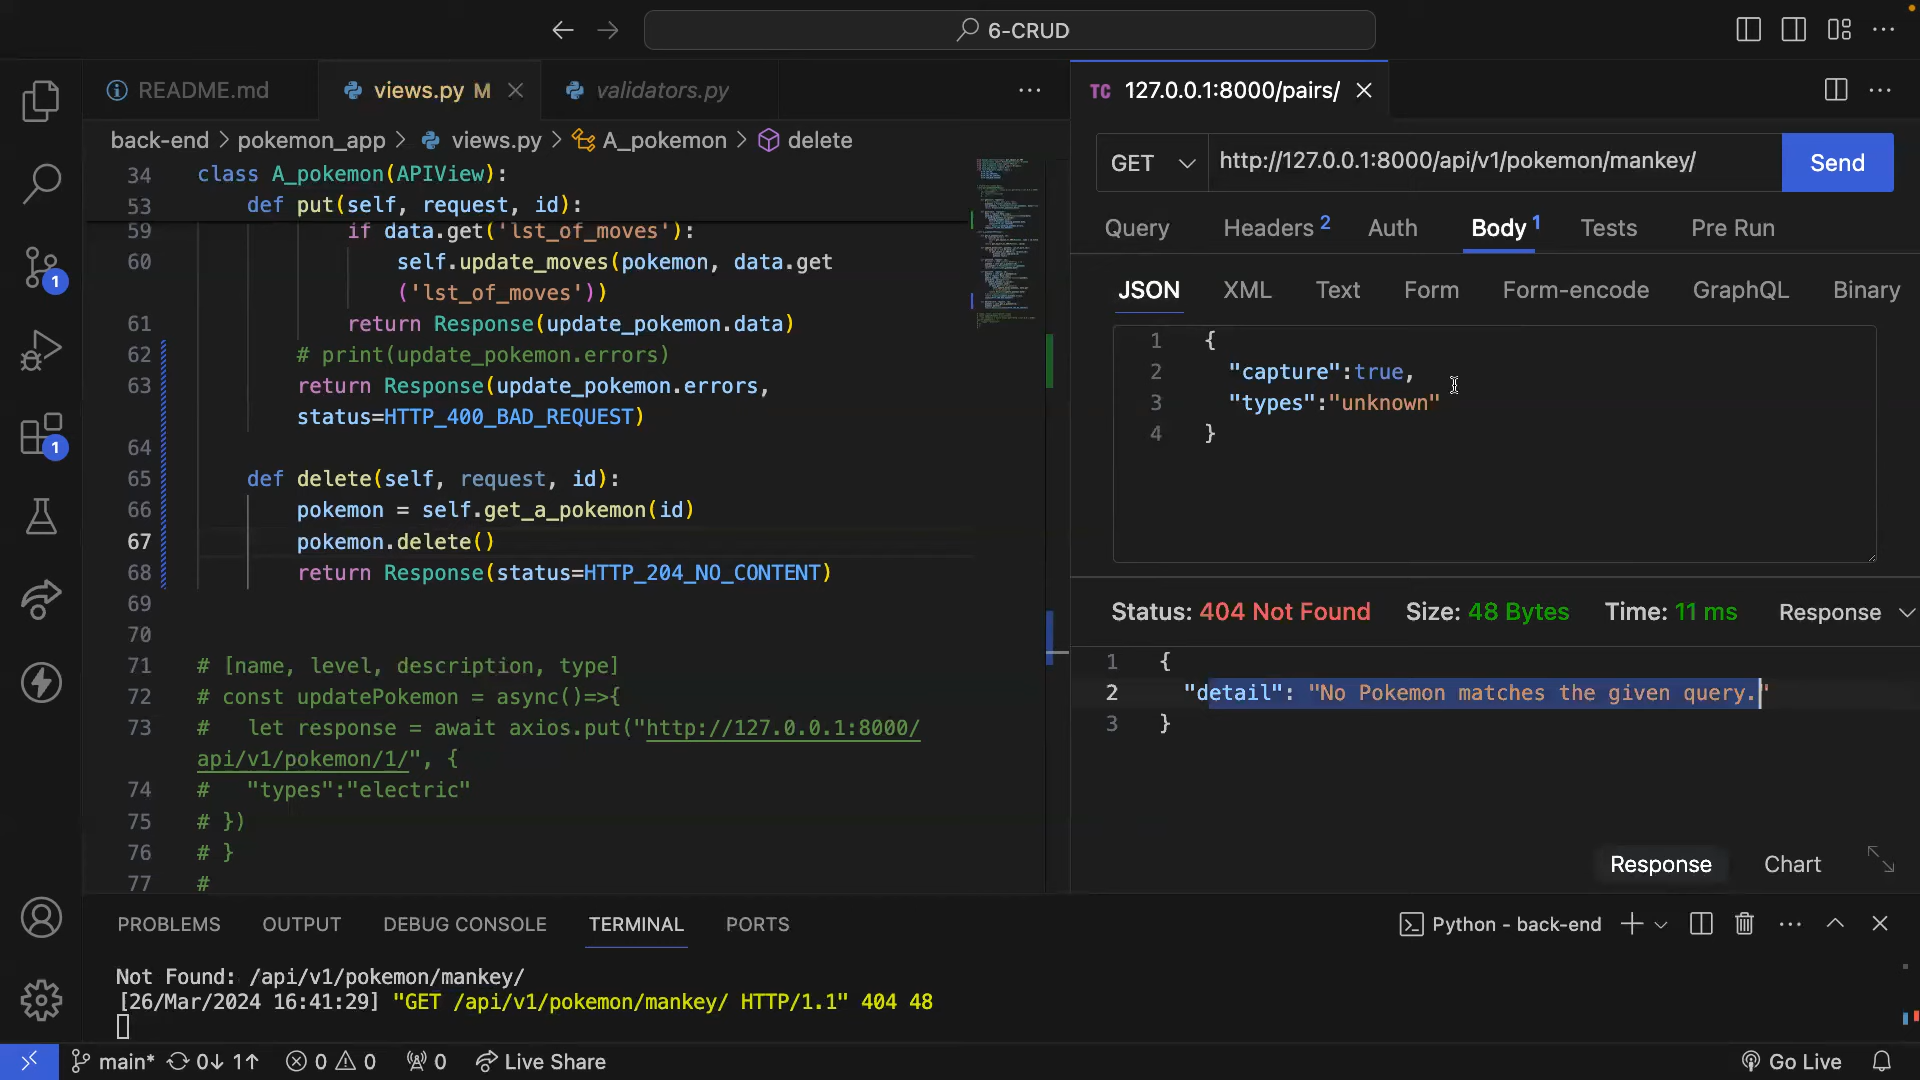 6-CRUD
README.md
views.py M
validators.py
TC 127.0.0.1:8000/pairs/
back-end > pokemon_app > views.py > A_pokemon > delete
34 class A_pokemon(APIView):
53 def put(self, request, id):
59 if data.get('lst_of_moves'):
60 self.update_moves(pokemon, data.get
('lst_of_moves'))
61 return Response(update_pokemon.data)
62 # print(update_pokemon.errors)
63 return Response(update_pokemon.errors,
status=HTTP_400_BAD_REQUEST)
64
65 def delete(self, request, id):
66 pokemon = self.get_a_pokemon(id)
67 pokemon.delete()
68 return Response(status=HTTP_204_NO_CONTENT)
69
70
71 # [name, level, description, type]
72 # const updatePokemon = async()=>{
73 # let response = await axios.put("http://127.0.0.1:8000/
api/v1/pokemon/1/", {
74 # "types":"electric"
75 # })
76 # }
77 #
GET http://127.0.0.1:8000/api/v1/pokemon/mankey/ Send
Query Headers 2 Auth Body 1 Tests Pre Run
JSON XML Text Form Form-encode GraphQL Binary
1 {
2 "capture":true,
3 "types":"unknown"
4 }
Status: 404 Not Found Size: 48 Bytes Time: 11 ms Response
1 {
2 "detail": "No Pokemon matches the given query."
3 }
Response Chart
1
1
PROBLEMS OUTPUT DEBUG CONSOLE TERMINAL PORTS
Python - back-end
Not Found: /api/v1/pokemon/mankey/
[26/Mar/2024 16:41:29] "GET /api/v1/pokemon/mankey/ HTTP/1.1" 404 48
main* 0↓ 1↑ 0 0 0 Live Share
Go Live